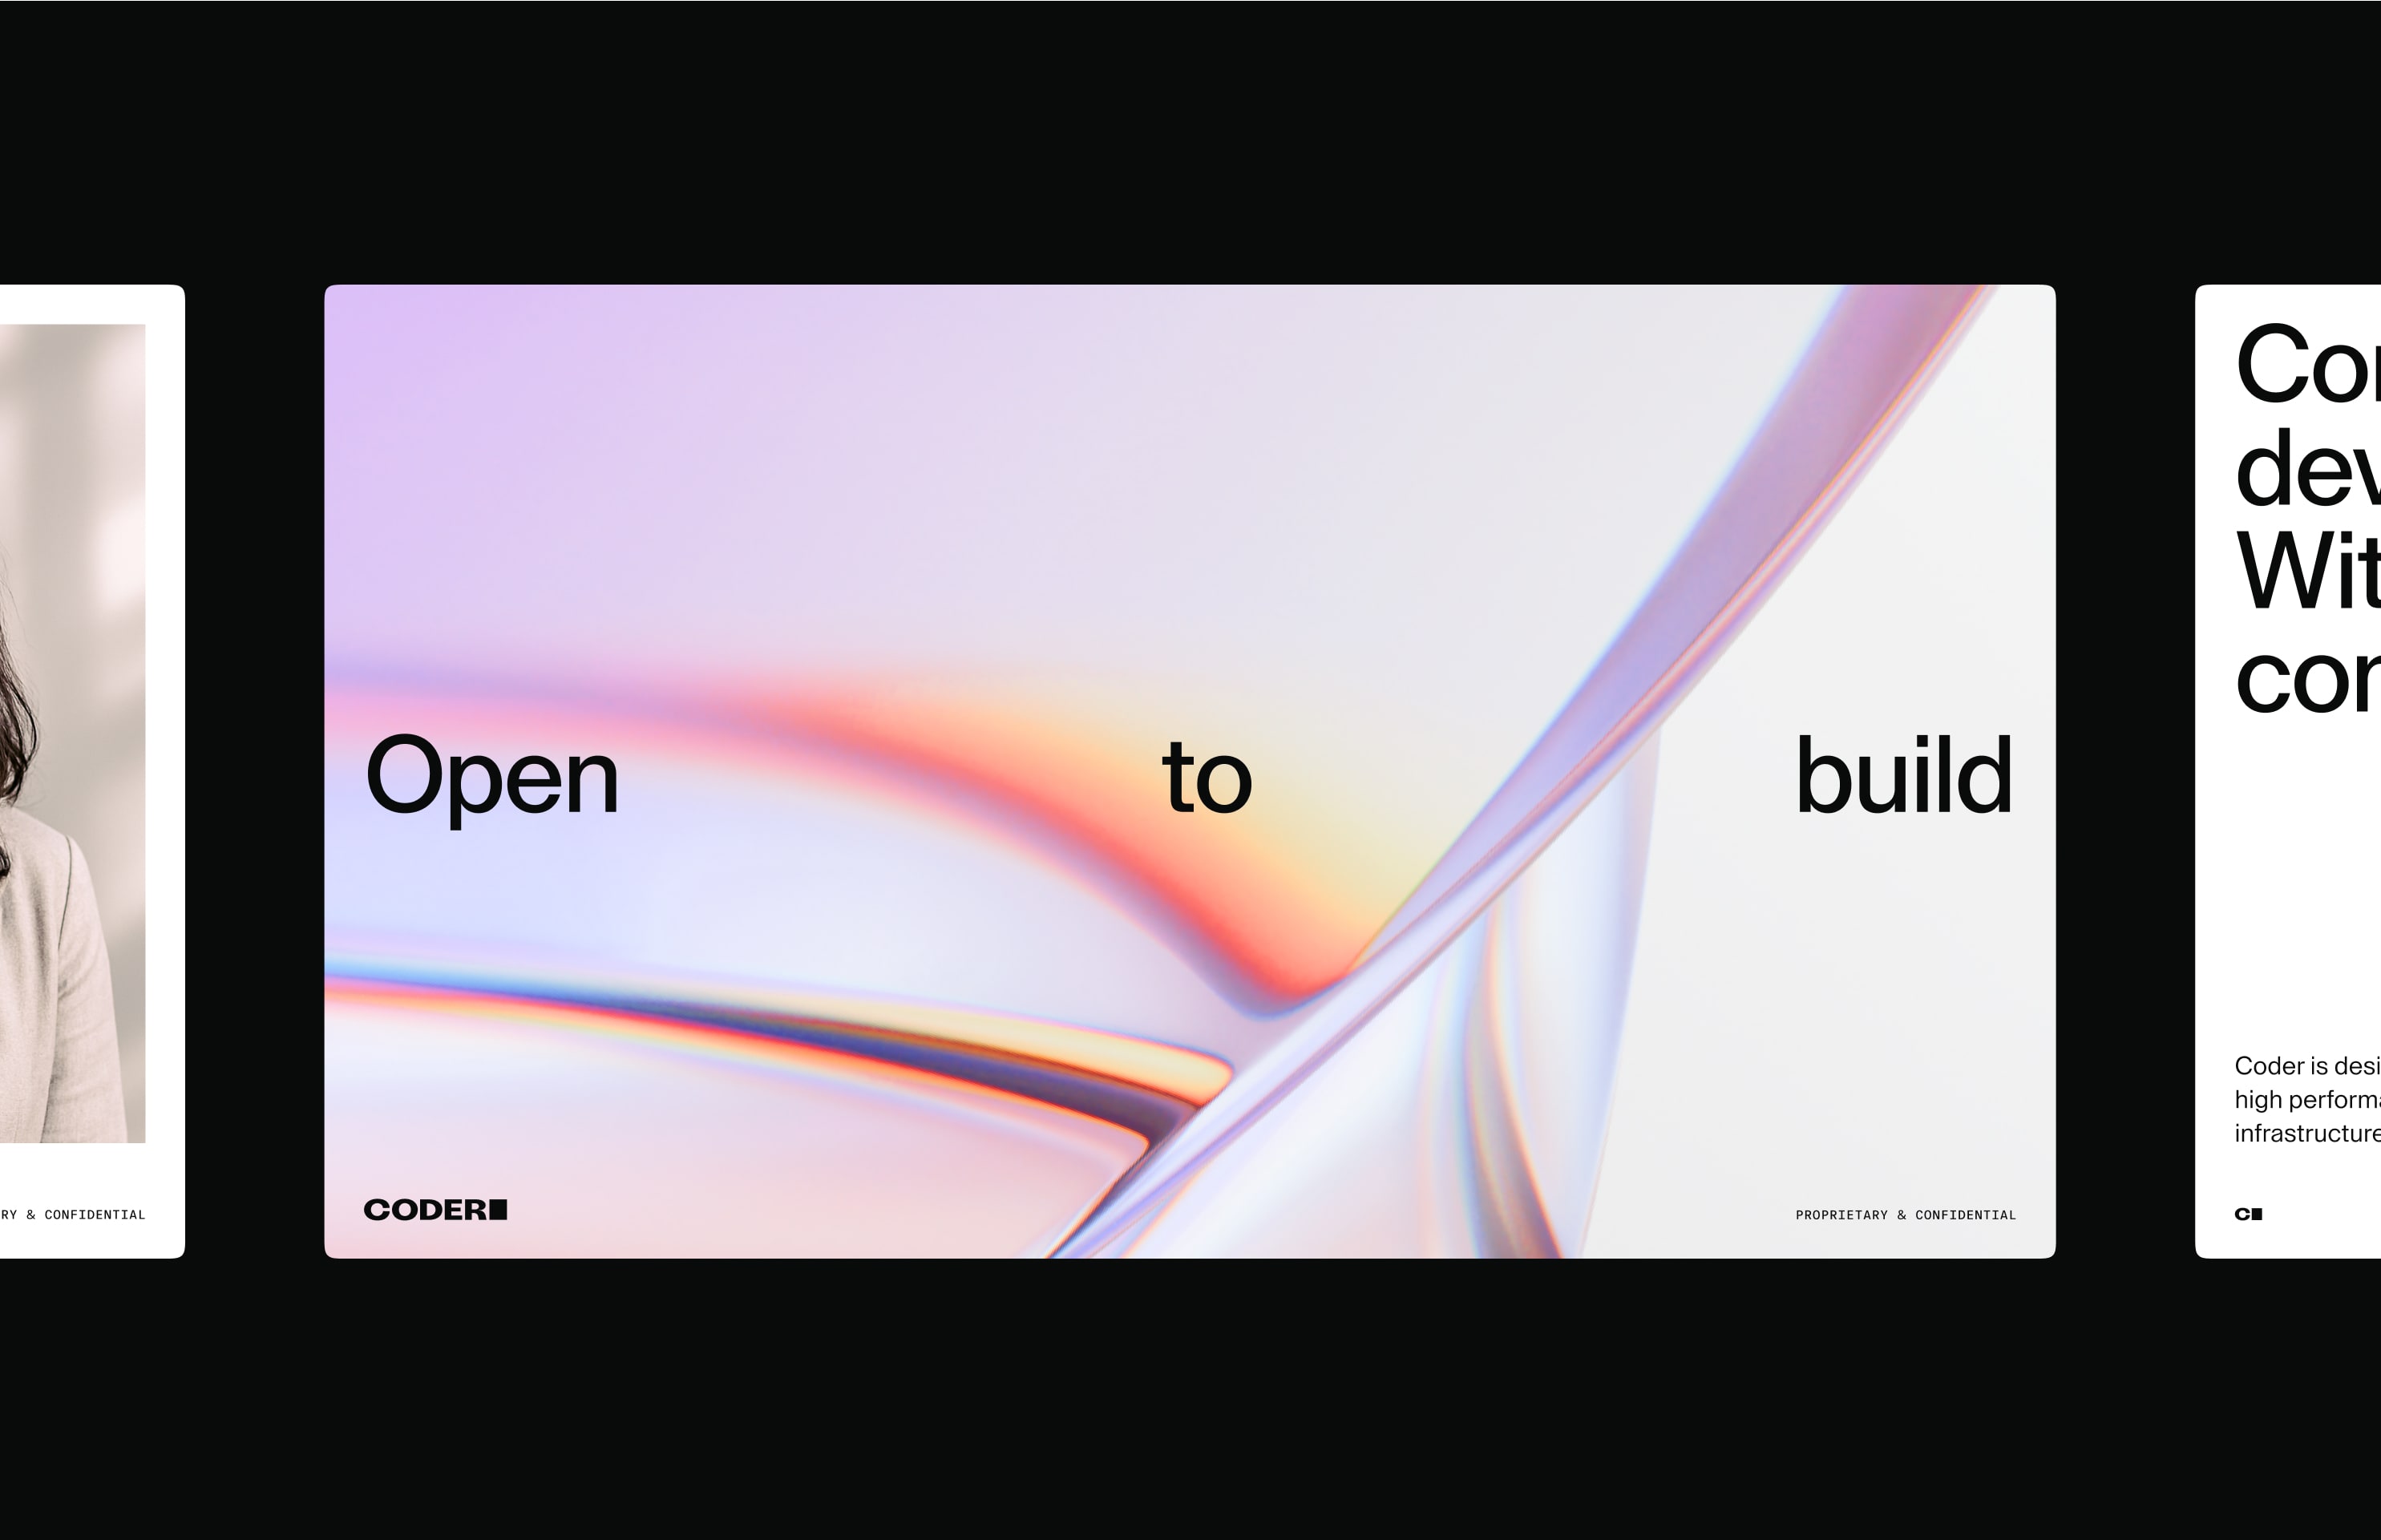 RY & CONFIDENTIAL
Open to build
CODER
PROPRIETARY & CONFIDENTIAL
Co
dev
Wit
cor
Coder is desi
high performa
infrastructure
C